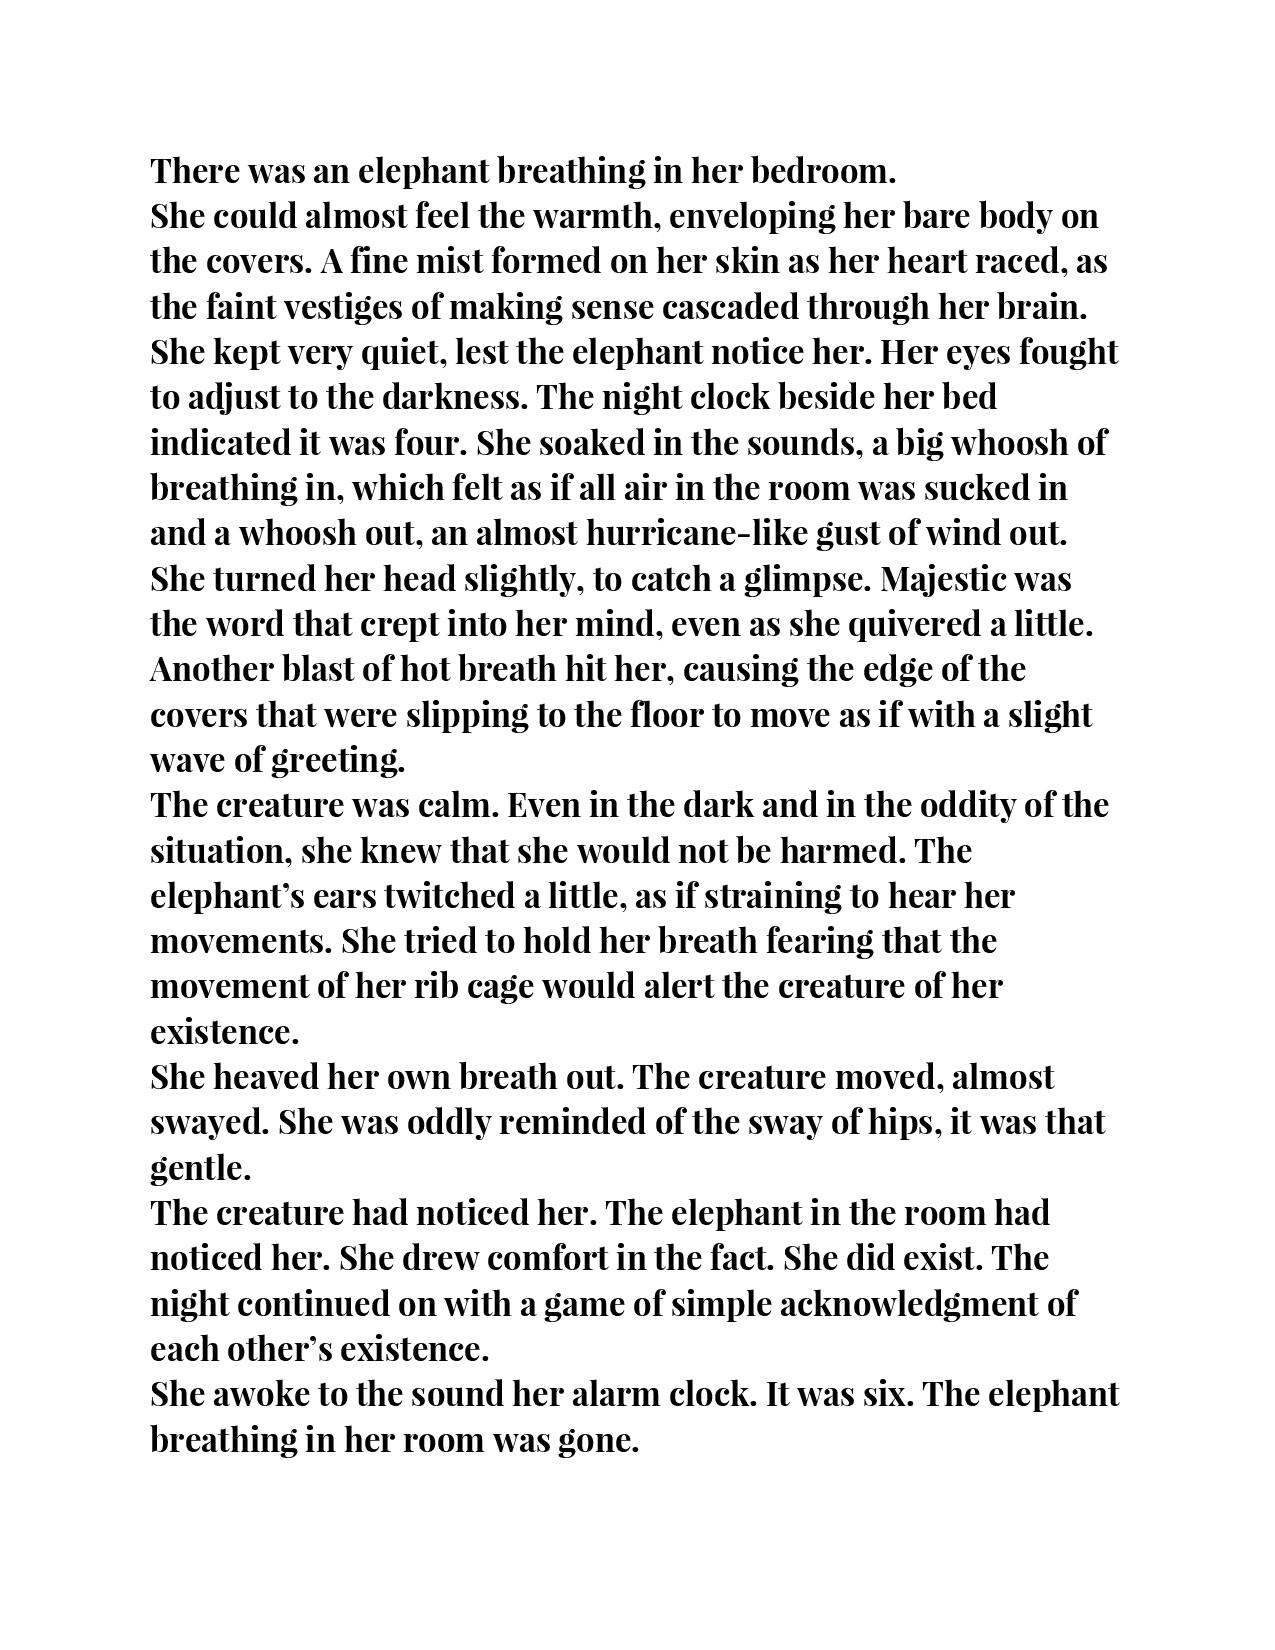 There was an elephant breathing in her bedroom.
She could almost feel the warmth, enveloping her bare body on
the covers. A fine mist formed on her skin as her heart raced, as
the faint vestiges of making sense cascaded through her brain.
She kept very quiet, lest the elephant notice her. Her eyes fought
to adjust to the darkness. The night clock beside her bed
indicated it was four. She soaked in the sounds, a big whoosh of
breathing in, which felt as if all air in the room was sucked in
and a whoosh out, an almost hurricane-like gust of wind out.
She turned her head slightly, to catch a glimpse. Majestic was
the word that crept into her mind, even as she quivered a little.
Another blast of hot breath hit her, causing the edge of the
covers that were slipping to the floor to move as if with a slight
wave of greeting.
The creature was calm. Even in the dark and in the oddity of the
situation, she knew that she would not be harmed. The
elephant’s ears twitched a little, as if straining to hear her
movements. She tried to hold her breath fearing that the
movement of her rib cage would alert the creature of her
existence.
She heaved her own breath out. The creature moved, almost
swayed. She was oddly reminded of the sway of hips, it was that
gentle.
The creature had noticed her. The elephant in the room had
noticed her. She drew comfort in the fact. She did exist. The
night continued on with a game of simple acknowledgment of
each other’s existence.
She awoke to the sound her alarm clock. It was six. The elephant
breathing in her room was gone.